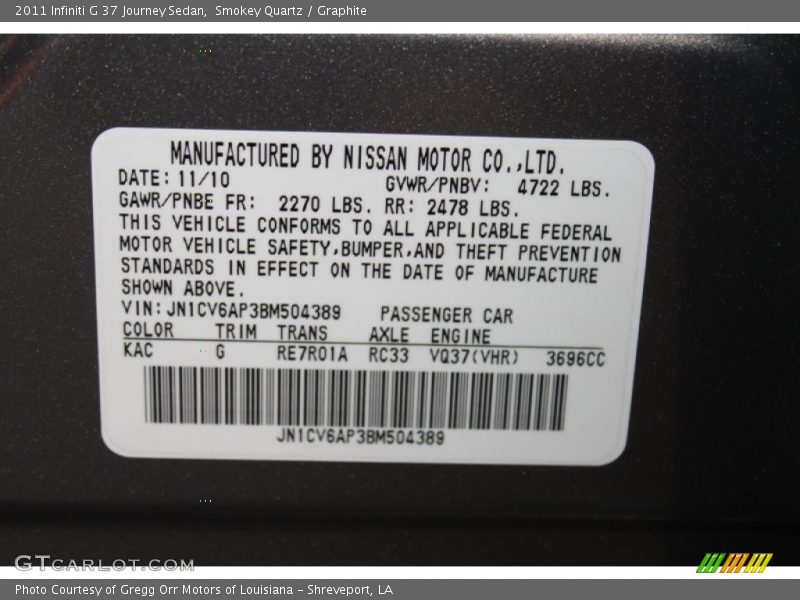 2011 Infiniti G 37 Journey Sedan,  Smokey Quartz / Graphite
MANUFACTURED BY NISSAN MOTOR CO.,LTD.
DATE: 11/10 GVWR/PNBV: 4722 LBS.
GAWR/PNBE FR: 2270 LBS. RR: 2478 LBS.
THIS VEHICLE CONFORMS TO ALL APPLICABLE FEDERAL
MOTOR VEHICLE SAFETY,BUMPER,AND THEFT PREVENTION
STANDARDS IN EFFECT ON THE DATE OF MANUFACTURE
SHOWN ABOVE.
VIN: JN1CV6AP3BM504389 PASSENGER CAR
COLOR TRIM TRANS AXLE ENGINE
KAC G RE7R01A RC33 VQ37(VHR) 3696CC
JN1CV6AP3BM504389
GTCARLOT.COM
Photo Courtesy of Gregg Orr Motors of Louisiana – Shreveport, LA